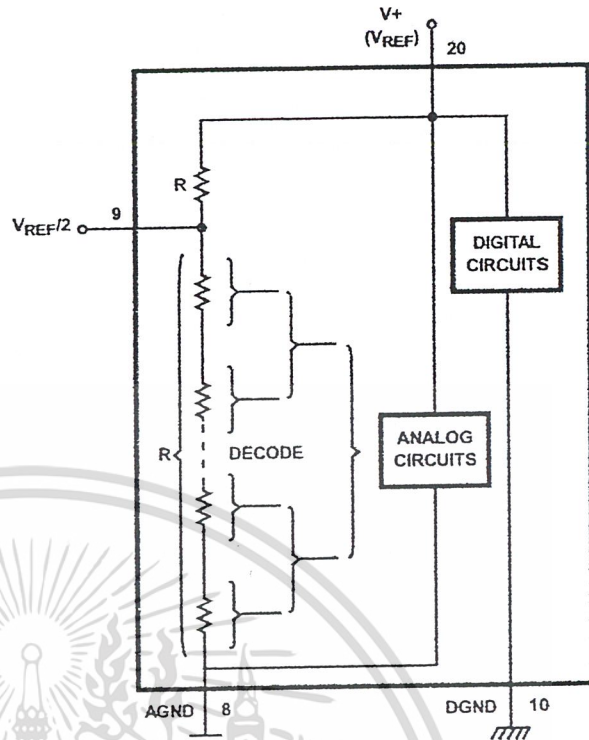 V+
(VREF)
20
R
VREF/2
9
DIGITAL
CIRCUITS
R
DECODE
ANALOG
CIRCUITS
AGND
8
DGND
10